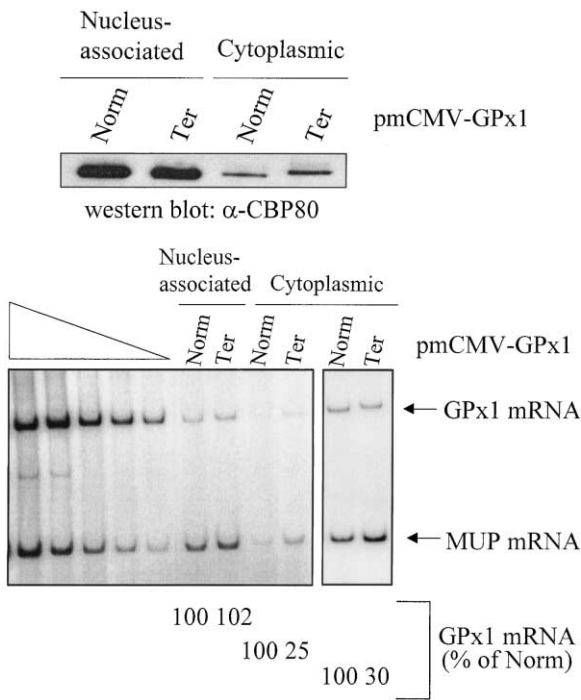 Nucleus-
associated
Cytoplasmic
Norm
Ter
Norm
Ter
pmCMV-GPx1
western blot: α-CBP80
Nucleus-
associated
Cytoplasmic
Norm
Ter
Norm
Ter
Norm
Ter
pmCMV-GPx1
GPx1 mRNA
MUP mRNA
100 102
100 25
100 30
GPx1 mRNA
(% of Norm)